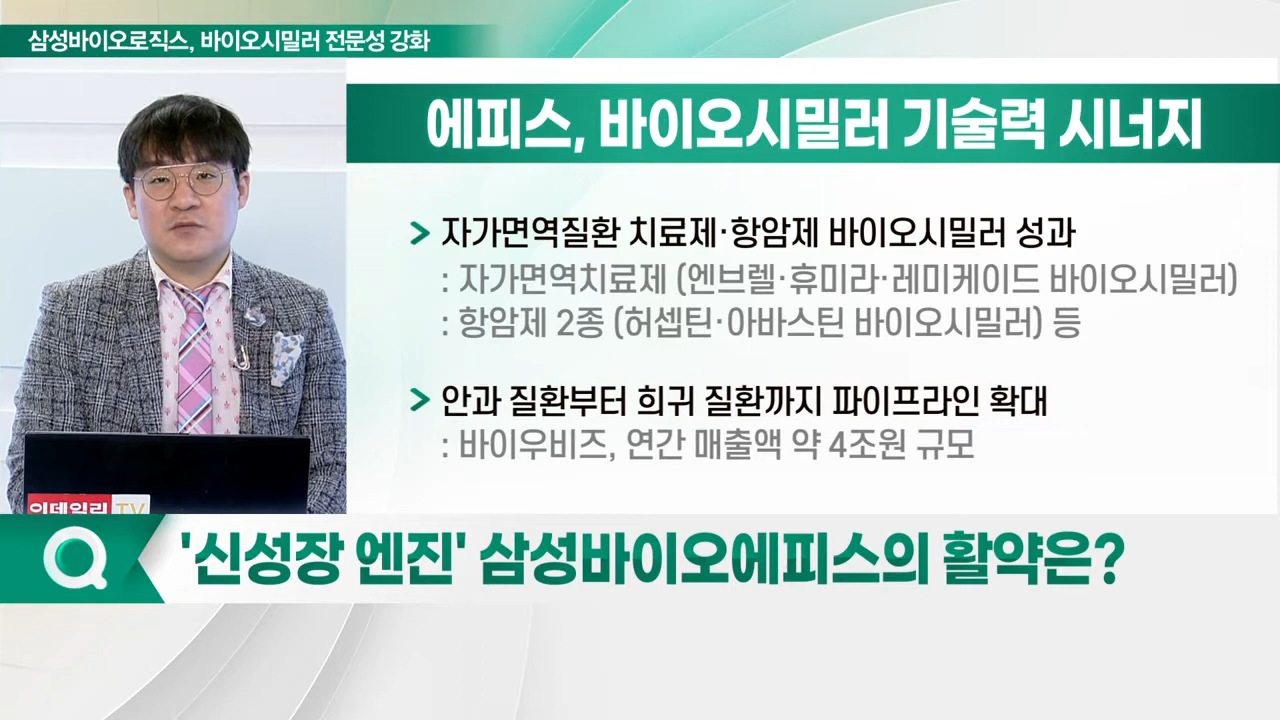 삼성바이오로직스, 바이오시밀러 전문성 강화
에피스, 바이오시밀러 기술력 시너지
> 자가면역질환 치료제·항암제 바이오시밀러 성과
: 자가면역치료제 (엔브렐·휴미라·레미케이드 바이오시밀러)
: 항암제 2종 (허셉틴·아바스틴 바이오시밀러) 등
> 안과 질환부터 희귀 질환까지 파이프라인 확대
: 바이우비즈, 연간 매출액 약 4조원 규모
이데일리 TV
Q '신성장 엔진' 삼성바이오에피스의 활약은?